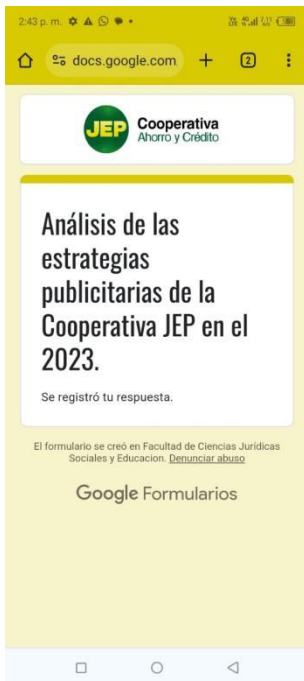 2:43 p. m.
docs.google.com
2
JEP
Cooperativa
Ahorro y Crédito
Análisis de las
estrategias
publicitarias de la
Cooperativa JEP en el
2023.
Se registró tu respuesta.
El formulario se creó en Facultad de Ciencias Jurídicas
Sociales y Educacion. Denunciar abuso
Google Formularios